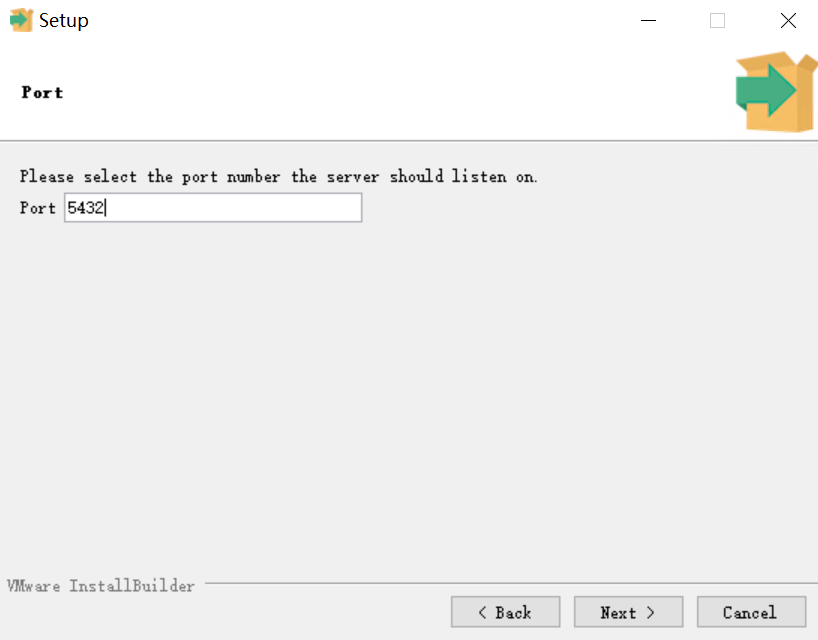 Setup
Port
Please select the port number the server should listen on.
Port 5432
VMware InstallBuilder
< Back Next > Cancel